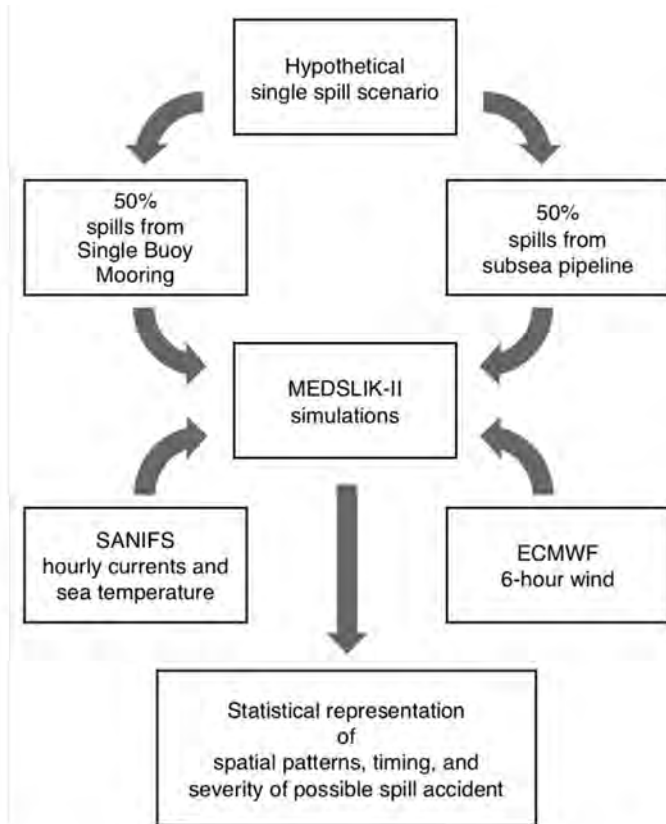 Hypothetical
single spill scenario
50%
spills from
Single Buoy
Mooring
50%
spills from
subsea pipeline
MEDSLIK-II
simulations
SANIFS
hourly currents and
sea temperature
ECMWF
6-hour wind
Statistical representation
of
spatial patterns, timing, and
severity of possible spill accident